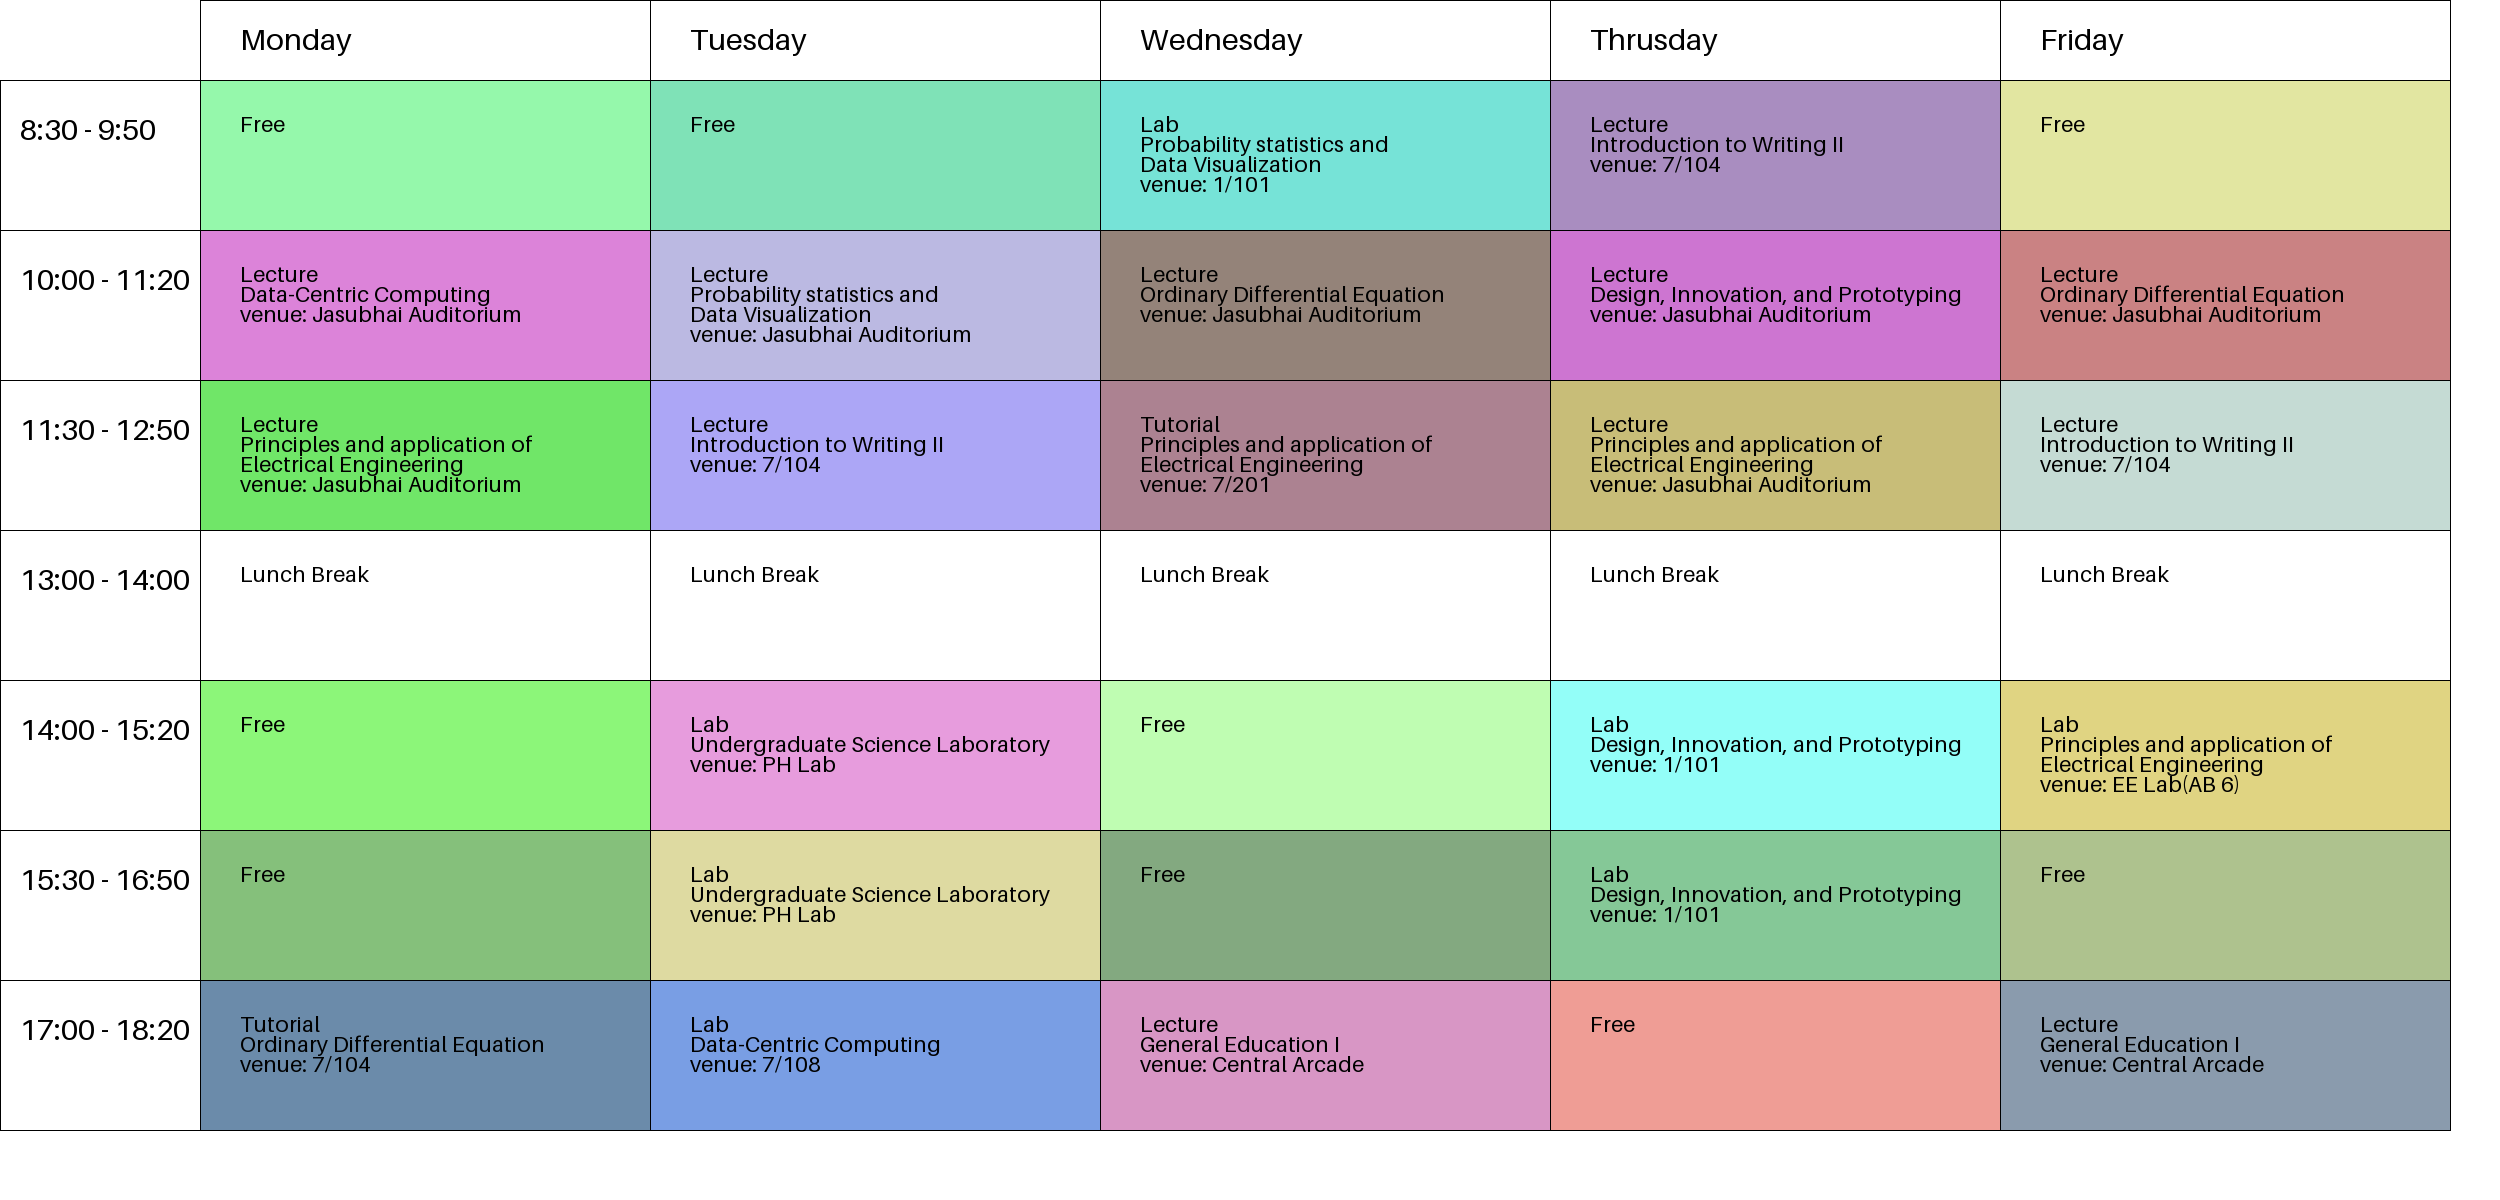 Monday
Tuesday
Wednesday
Thrusday
Friday
8:30 - 9:50
Free
Free
Lab
Probability statistics and
Data Visualization
venue: 1/101
Lecture
Introduction to Writing II
venue: 7/104
Free
10:00 - 11:20
Lecture
Data-Centric Computing
venue: Jasubhai Auditorium
Lecture
Probability statistics and
Data Visualization
venue: Jasubhai Auditorium
Lecture
Ordinary Differential Equation
venue: Jasubhai Auditorium
Lecture
Design, Innovation, and Prototyping
venue: Jasubhai Auditorium
Lecture
Ordinary Differential Equation
venue: Jasubhai Auditorium
11:30 - 12:50
Lecture
Principles and application of
Electrical Engineering
venue: Jasubhai Auditorium
Lecture
Introduction to Writing II
venue: 7/104
Tutorial
Principles and application of
Electrical Engineering
venue: 7/201
Lecture
Principles and application of
Electrical Engineering
venue: Jasubhai Auditorium
Lecture
Introduction to Writing II
venue: 7/104
13:00 - 14:00
Lunch Break
Lunch Break
Lunch Break
Lunch Break
Lunch Break
14:00 - 15:20
Free
Lab
Undergraduate Science Laboratory
venue: PH Lab
Free
Lab
Design, Innovation, and Prototyping
venue: 1/101
Lab
Principles and application of
Electrical Engineering
venue: EE Lab(AB 6)
15:30 - 16:50
Free
Lab
Undergraduate Science Laboratory
venue: PH Lab
Free
Lab
Design, Innovation, and Prototyping
venue: 1/101
Free
17:00 - 18:20
Tutorial
Ordinary Differential Equation
venue: 7/104
Lab
Data-Centric Computing
venue: 7/108
Lecture
General Education I
venue: Central Arcade
Free
Lecture
General Education I
venue: Central Arcade